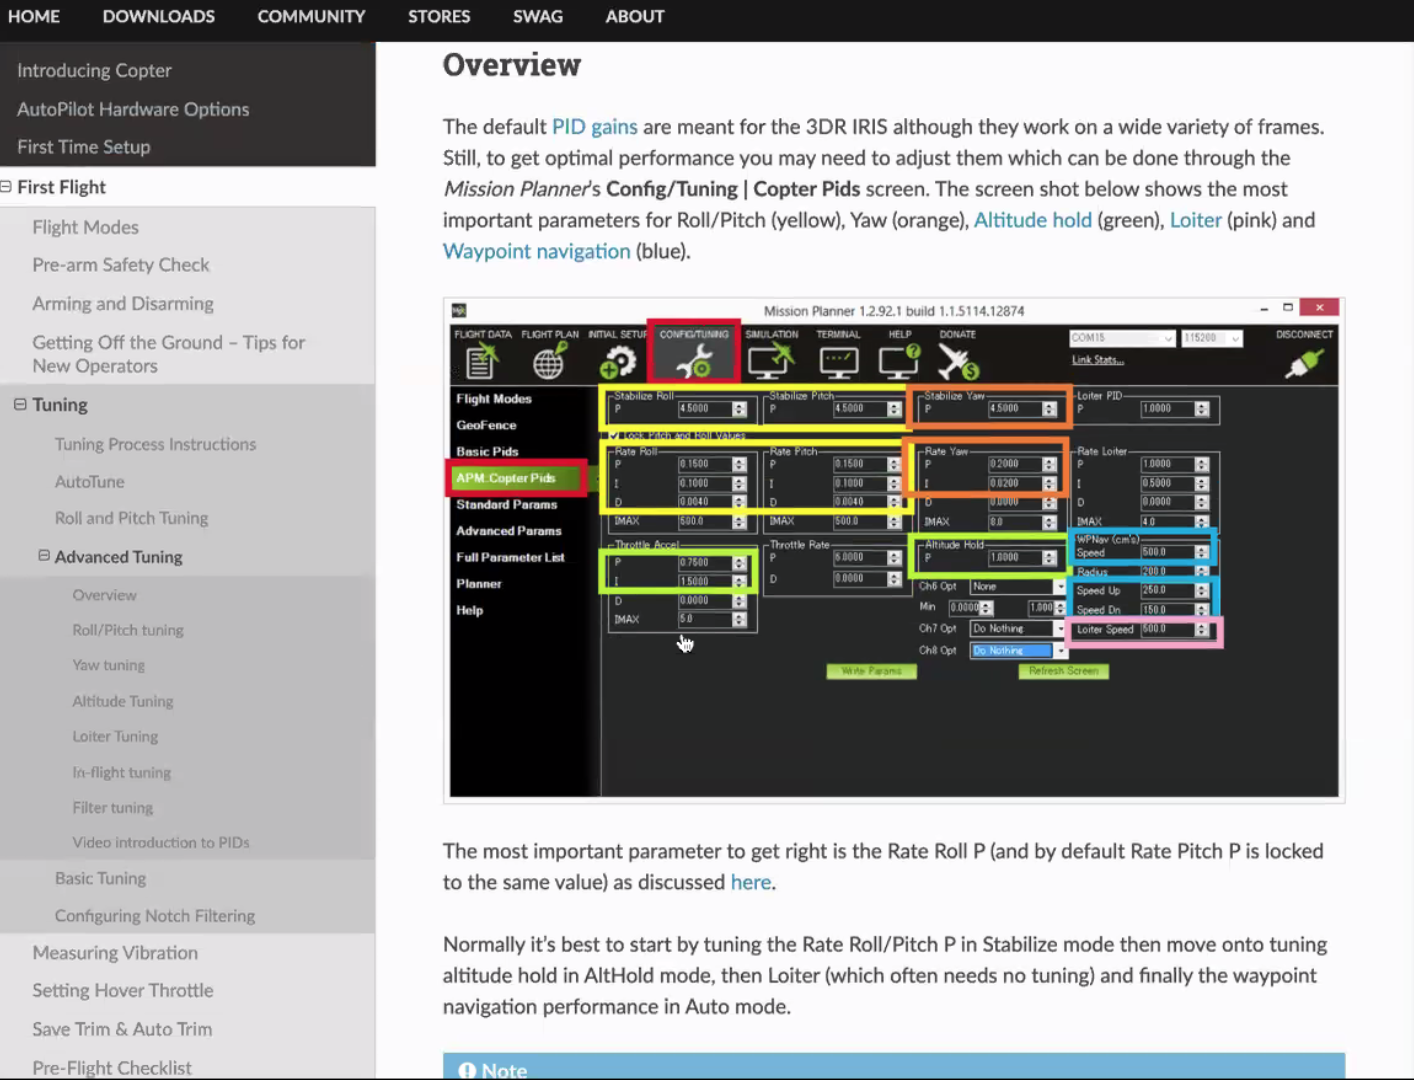 HOME DOWNLOADS COMMUNITY STORES SWAG ABOUT
Introducing Copter
AutoPilot Hardware Options
First Time Setup
First Flight
Flight Modes
Pre-arm Safety Check
Arming and Disarming
Getting Off the Ground – Tips for
New Operators
Tuning
Tuning Process Instructions
AutoTune
Roll and Pitch Tuning
Advanced Tuning
Overview
Roll/Pitch tuning
Yaw tuning
Altitude Tuning
Loiter Tuning
In-flight tuning
Filter tuning
Video introduction to PIDs
Basic Tuning
Configuring Notch Filtering
Measuring Vibration
Setting Hover Throttle
Save Trim & Auto Trim
Pre-Flight Checklist
Overview
The default PID gains are meant for the 3DR IRIS although they work on a wide variety of frames.
Still, to get optimal performance you may need to adjust them which can be done through the
Mission Planner's Config/Tuning | Copter Pids screen. The screen shot below shows the most
important parameters for Roll/Pitch (yellow), Yaw (orange), Altitude hold (green), Loiter (pink) and
Waypoint navigation (blue).
Mission Planner 1.2.92.1 build 1.1.5114.12874
FLIGHT DATA FLIGHT PLAN INITIAL SETUP CONFIG/TUNING SIMULATION TERMINAL HELP DONATE COM15 115200 DISCONNECT
Link Stats...
Flight Modes
GeoFence
Basic Pids
APM:Copter Pids
Standard Params
Advanced Params
Full Parameter List
Planner
Help
Stabilize Roll
P 4.5000
Stabilize Pitch
P 4.5000
Stabilize Yaw
P 4.5000
Loiter PID
P 1.0000
Lock Pitch and Roll Values
Rate Roll
P 0.1500
I 0.1000
D 0.0040
IMAX 500.0
Rate Pitch
P 0.1500
I 0.1000
D 0.0040
IMAX 500.0
Rate Yaw
P 0.2000
I 0.0200
D 0.0000
IMAX 8.0
Rate Loiter
P 1.0000
I 0.5000
D 0.0000
IMAX 4.0
Throttle Accel
P 0.7500
I 1.5000
D 0.0000
IMAX 5.0
Throttle Rate
P 6.0000
D 0.0000
Altitude Hold
P 1.0000
Ch6 Opt None
Min 0.0000 1.000
Ch7 Opt Do Nothing
Ch8 Opt Do Nothing
WPNav (cm's)
Speed 500.0
Radius 200.0
Speed Up 250.0
Speed Dn 150.0
Loiter Speed 500.0
Write Params Refresh Screen
The most important parameter to get right is the Rate Roll P (and by default Rate Pitch P is locked
to the same value) as discussed here.
Normally it's best to start by tuning the Rate Roll/Pitch P in Stabilize mode then move onto tuning
altitude hold in AltHold mode, then Loiter (which often needs no tuning) and finally the waypoint
navigation performance in Auto mode.
Note